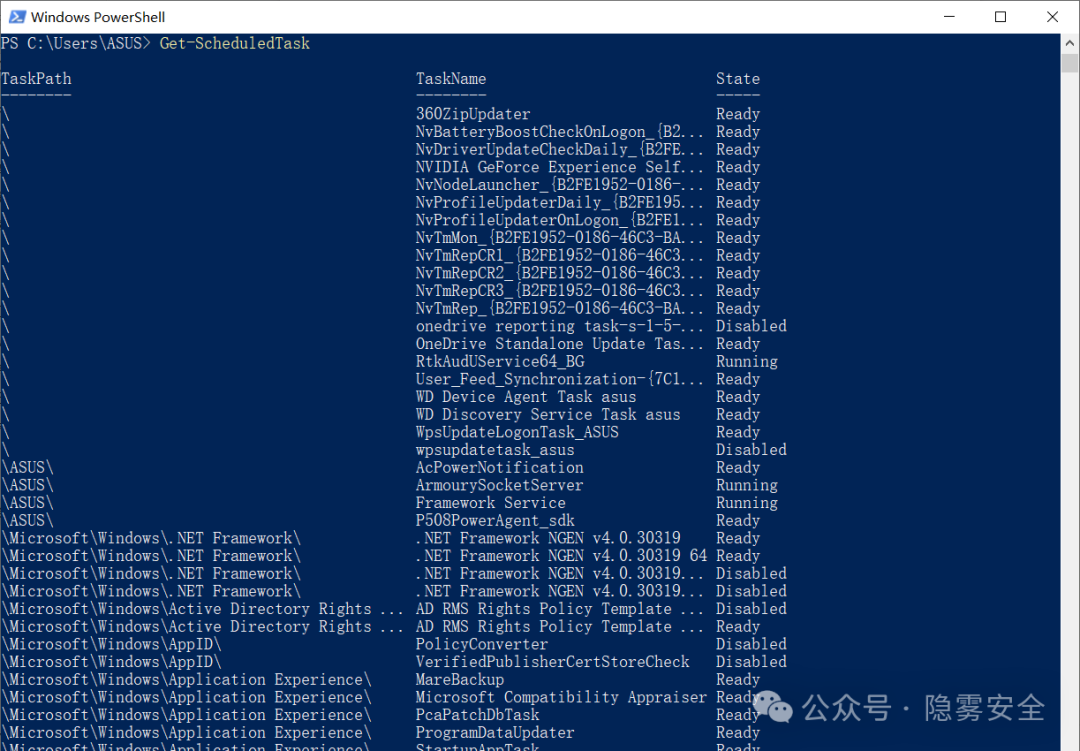 Windows PowerShell
PS C:\Users\ASUS> Get-ScheduledTask
TaskPath TaskName State
-------- -------- -----
\ 360ZipUpdater Ready
\ NvBatteryBoostCheckOnLogon_{B2... Ready
\ NvDriverUpdateCheckDaily_{B2FE... Ready
\ NVIDIA GeForce Experience Self... Ready
\ NvNodeLauncher_{B2FE1952-0186-... Ready
\ NvProfileUpdaterDaily_{B2FE195... Ready
\ NvProfileUpdaterOnLogon_{B2FE1... Ready
\ NvTmMon_{B2FE1952-0186-46C3-BA... Ready
\ NvTmRepCR1_{B2FE1952-0186-46C3... Ready
\ NvTmRepCR2_{B2FE1952-0186-46C3... Ready
\ NvTmRepCR3_{B2FE1952-0186-46C3... Ready
\ NvTmRep_{B2FE1952-0186-46C3-BA... Ready
\ onedrive reporting task-s-1-5-... Disabled
\ OneDrive Standalone Update Tas... Ready
\ RtkAudUService64_BG Running
\ User_Feed_Synchronization-{7C1... Ready
\ WD Device Agent Task asus Ready
\ WD Discovery Service Task asus Ready
\ WpsUpdateLogonTask_ASUS Ready
\ wpsupdatetask_asus Disabled
\ASUS\ AcPowerNotification Ready
\ASUS\ ArmourySocketServer Running
\ASUS\ Framework Service Running
\ASUS\ P508PowerAgent_sdk Ready
\Microsoft\Windows\.NET Framework\ .NET Framework NGEN v4.0.30319 Ready
\Microsoft\Windows\.NET Framework\ .NET Framework NGEN v4.0.30319 64 Ready
\Microsoft\Windows\.NET Framework\ .NET Framework NGEN v4.0.30319... Disabled
\Microsoft\Windows\.NET Framework\ .NET Framework NGEN v4.0.30319... Disabled
\Microsoft\Windows\Active Directory Rights ... AD RMS Rights Policy Template ... Disabled
\Microsoft\Windows\Active Directory Rights ... AD RMS Rights Policy Template ... Ready
\Microsoft\Windows\AppID\ PolicyConverter Disabled
\Microsoft\Windows\AppID\ VerifiedPublisherCertStoreCheck Disabled
\Microsoft\Windows\Application Experience\ MareBackup Ready
\Microsoft\Windows\Application Experience\ Microsoft Compatibility Appraiser Ready
\Microsoft\Windows\Application Experience\ PcaPatchDbTask Ready
\Microsoft\Windows\Application Experience\ ProgramDataUpdater Ready
\Microsoft\Windows\Application Experience\ StartupAppTask Ready
公众号 · 隐雾安全